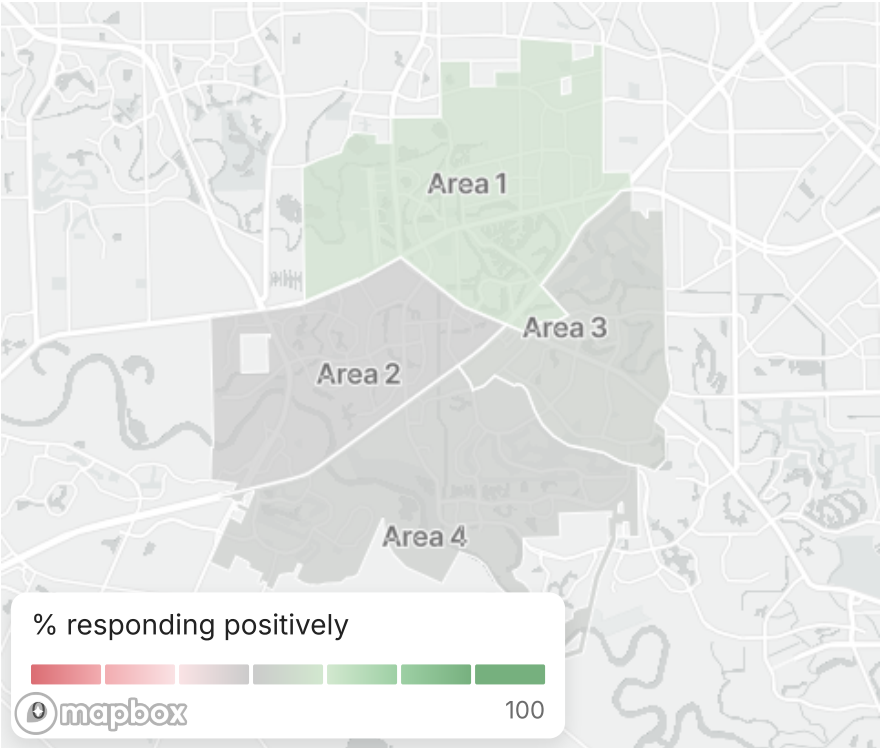 Area 1
Area 3
Area 2
Area 4
% responding positively
0 100
mapbox